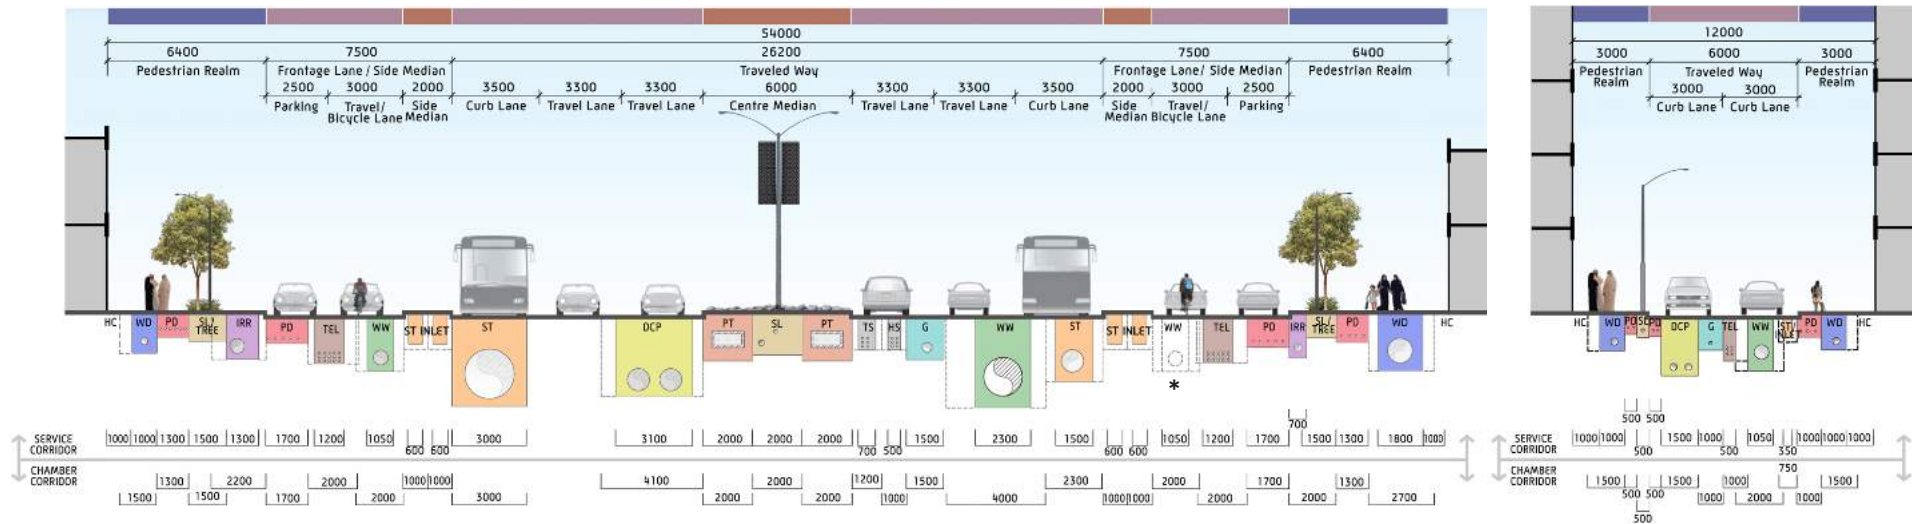 54000
6400 7500 26200 7500 6400
Pedestrian Realm Frontage Lane / Side Median Traveled Way Frontage Lane/ Side Median Pedestrian Realm
2500 3000 2000 3500 3300 3300 6000 3300 3300 3500 2000 3000 2500
Parking Travel/ Bicycle Lane Side Median Curb Lane Travel Lane Travel Lane Centre Median Travel Lane Travel Lane Curb Lane Side Median Travel/ Bicycle Lane Parking
HC WD PD SL/ TREE IRR PD TEL WW ST INLET ST DCP PT SL PT TS HS G WW ST ST INLET WW TEL PD IRR SL/ TREE PD WD HC
*
SERVICE CORRIDOR
1000 1000 1300 1500 1300 1700 1200 1050 600 600 3000 3100 2000 2000 2000 700 500 1500 2300 1500 600 600 1050 1200 1700 700 1500 1300 1800 1000
CHAMBER CORRIDOR
1300 2200 2000 1000 1000 4100 2000 1200 1500 2300 2000 1700 1300
1500 1500 1700 2000 3000 2000 2000 1000 4000 1000 1000 2000 2000 2700
12000
3000 6000 3000
Pedestrian Realm Traveled Way Pedestrian Realm
3000 3000
Curb Lane Curb Lane
HC WD PD SL PD DCP G TEL WW ST/ INLET PD WD HC
500 500
SERVICE CORRIDOR
1000 1000 1500 1000 1050 1000 1000 1000
500 500 350
CHAMBER CORRIDOR
750
1500 1500 1000 1500
500 500 1000 2000 1000
500